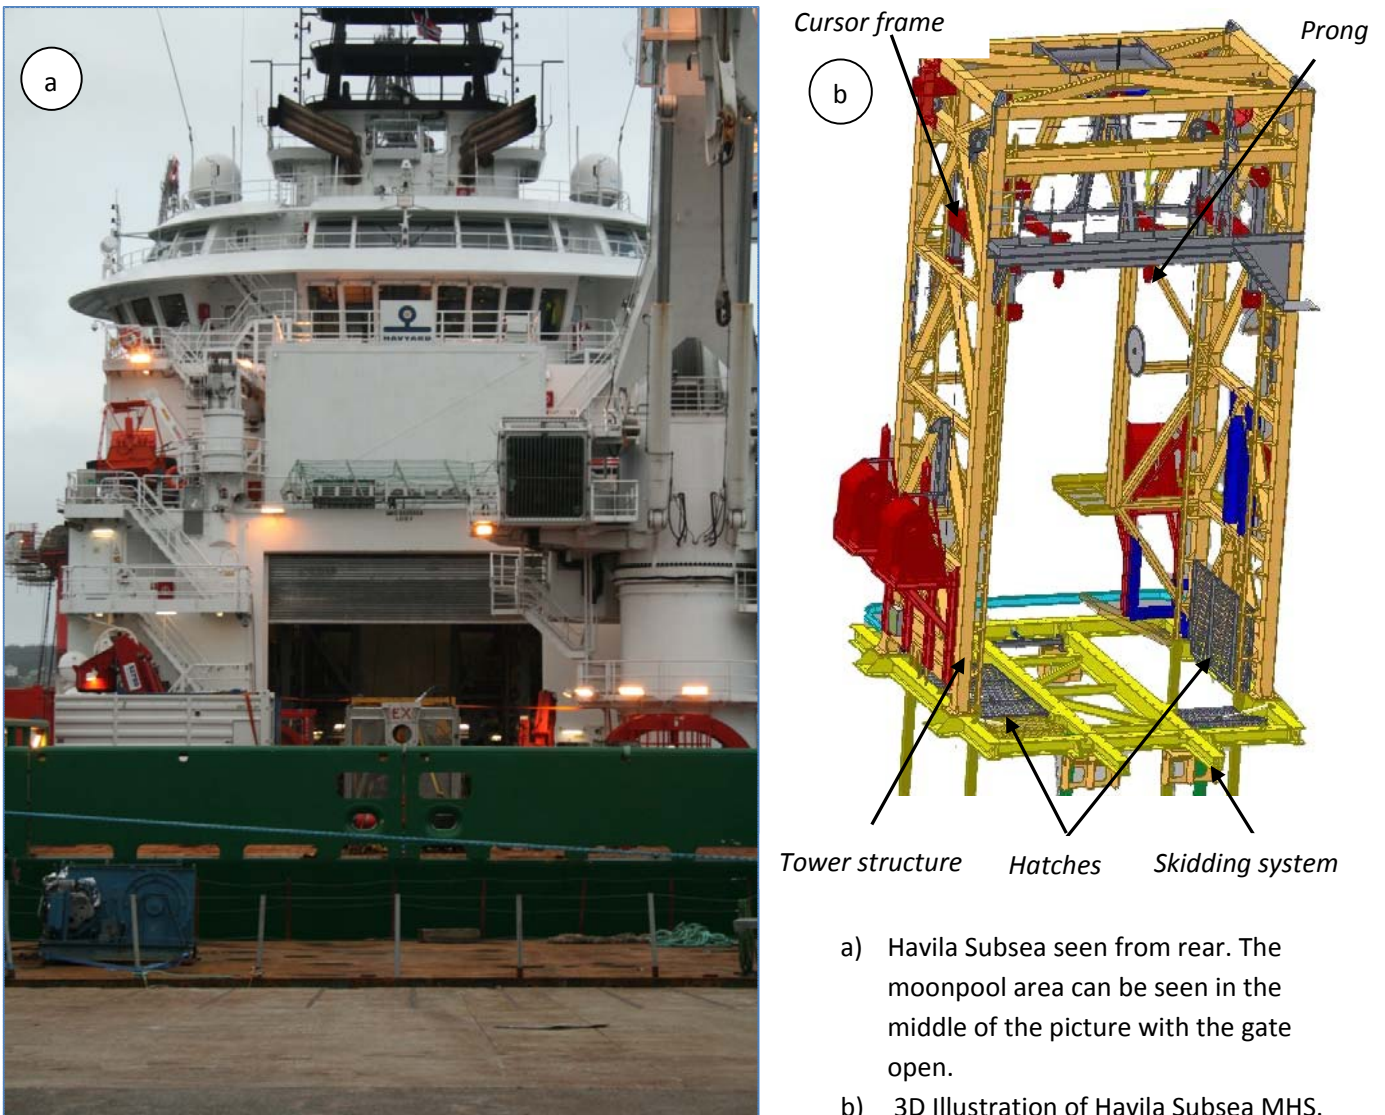 a
HAVYARD
EX
b
Cursor frame
Prong
Tower structure
Hatches
Skidding system
a) Havila Subsea seen from rear. The
moonpool area can be seen in the
middle of the picture with the gate
open.
b) 3D Illustration of Havila Subsea MHS.